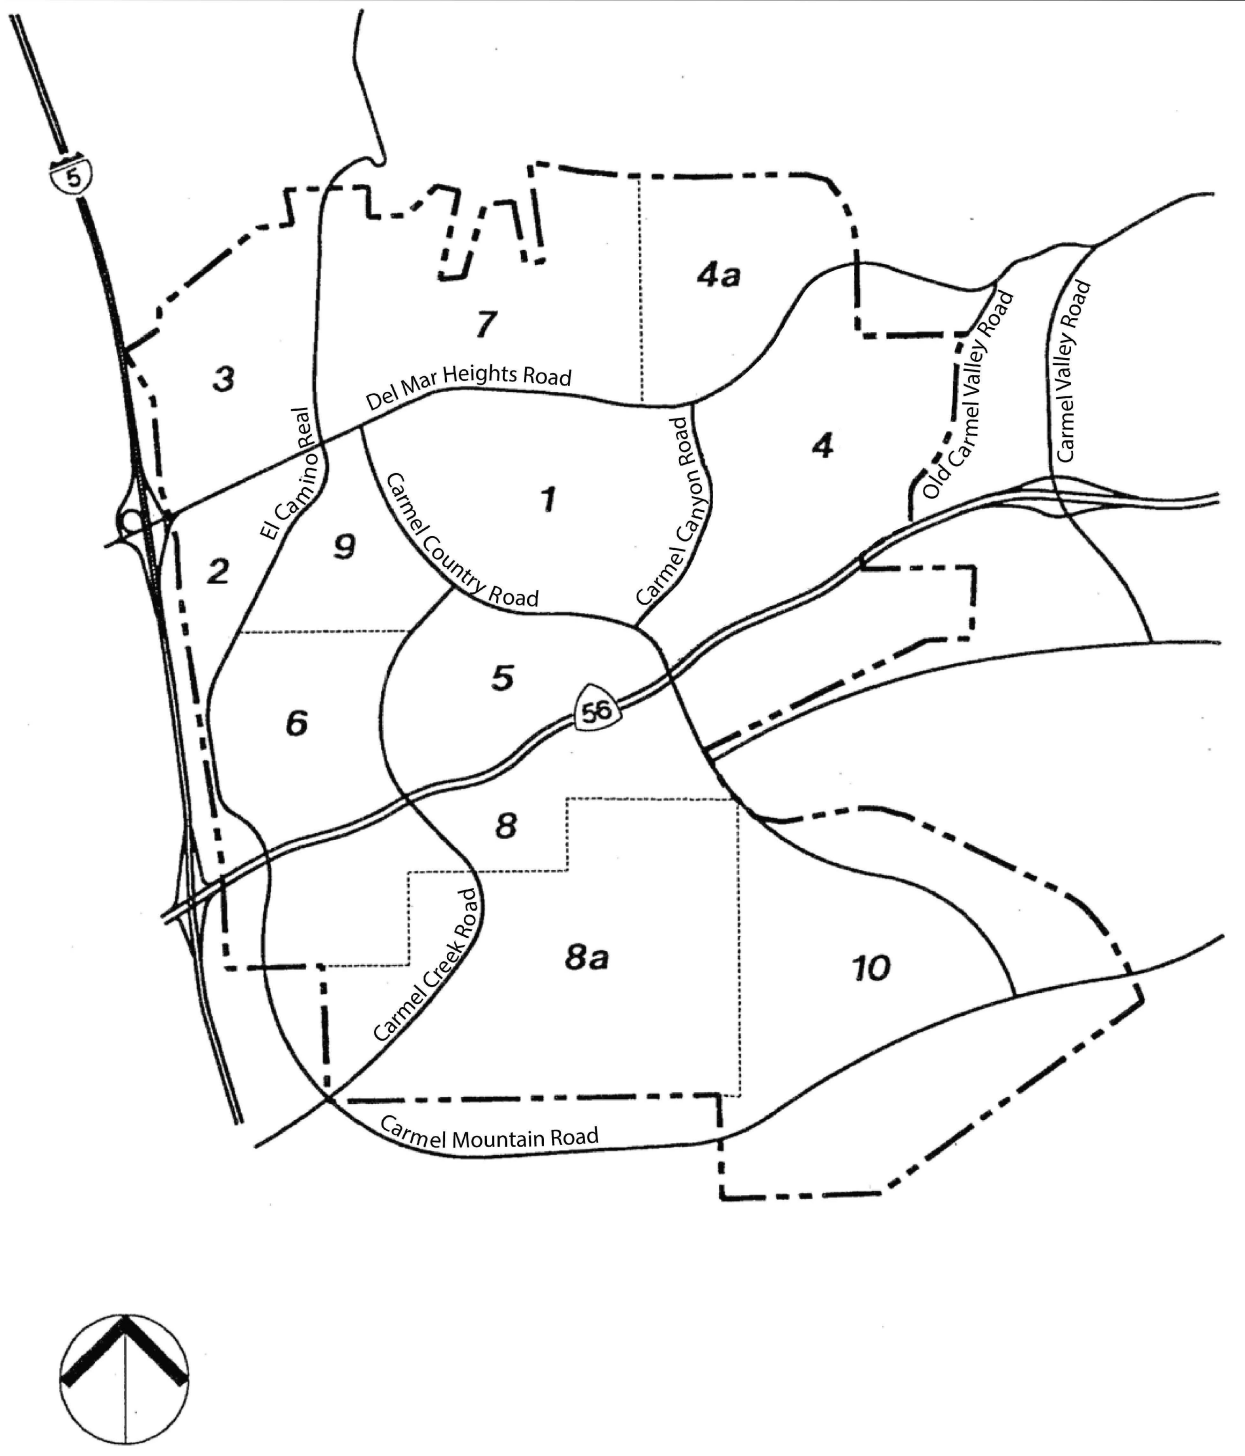 5
4a
7
3
Del Mar Heights Road
Old Carmel Valley Road
Carmel Valley Road
El Camino Real
4
Carmel Canyon Road
1
Carmel Country Road
9
2
5
56
6
8
Carmel Creek Road
8a
10
Carmel Mountain Road